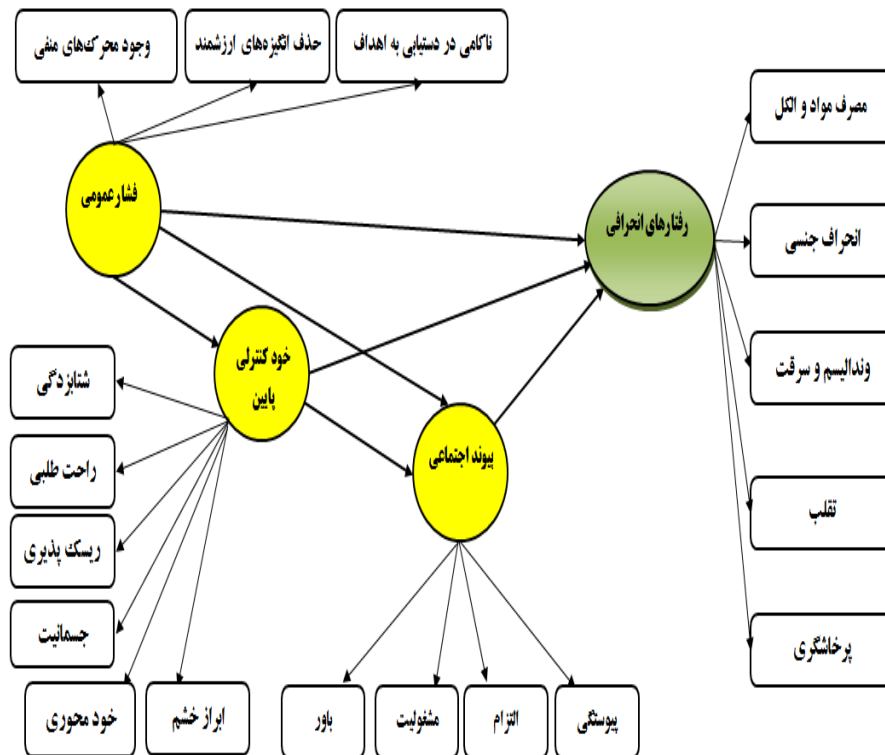 ناکامی در دستیابی به اهداف
حذف انگیزه‌های ارزشمند
وجود محرک‌های منفی
فشار عمومی
رفتارهای انحرافی
مصرف مواد و الکل
انحراف جنسی
وندالیسم و سرقت
تقلب
پرخاشگری
خود کنترلی
پایین
پیوند اجتماعی
شتابزدگی
راحت طلبی
ریسک پذیری
جسمانیت
خود محوری
ابراز خشم
پیوستگی
التزام
مشغولیت
باور